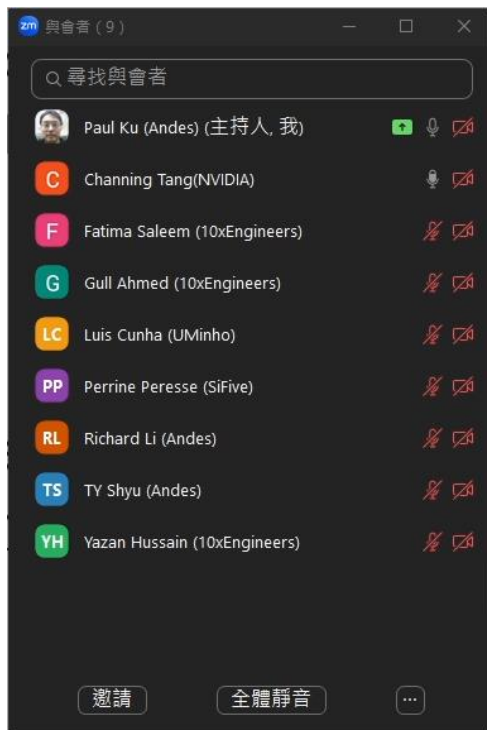 zm 與會者 (9)
尋找與會者
Paul Ku (Andes) (主持人, 我)
C Channing Tang(NVIDIA)
F Fatima Saleem (10xEngineers)
G Gull Ahmed (10xEngineers)
LC Luis Cunha (UMinho)
PP Perrine Peresse (SiFive)
RL Richard Li (Andes)
TS TY Shyu (Andes)
YH Yazan Hussain (10xEngineers)
邀請 全體靜音 ...